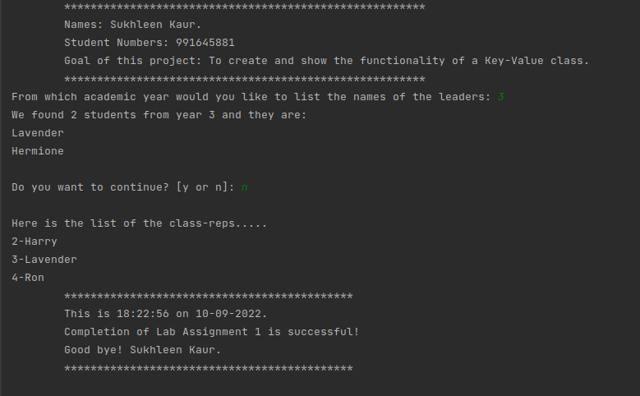 *******************************************************
Names: Sukhleen Kaur.
Student Numbers: 991645881
Goal of this project: To create and show the functionality of a Key-Value class.
*******************************************************
From which academic year would you like to list the names of the leaders: 3
We found 2 students from year 3 and they are:
Lavender
Hermione
Do you want to continue? [y or n]: n
Here is the list of the class-reps.....
2-Harry
3-Lavender
4-Ron
********************************************
This is 18:22:56 on 10-09-2022.
Completion of Lab Assignment 1 is successful!
Good bye! Sukhleen Kaur.
********************************************